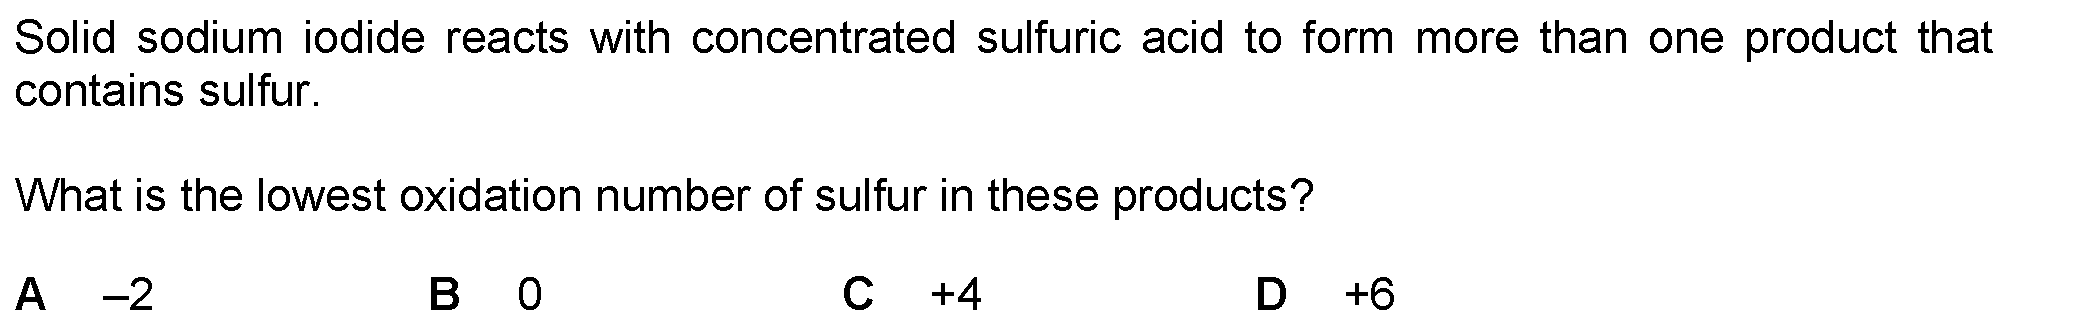 Solid sodium iodide reacts with concentrated sulfuric acid to form more than one product that
contains sulfur.
What is the lowest oxidation number of sulfur in these products?
A –2 B 0 C +4 D +6